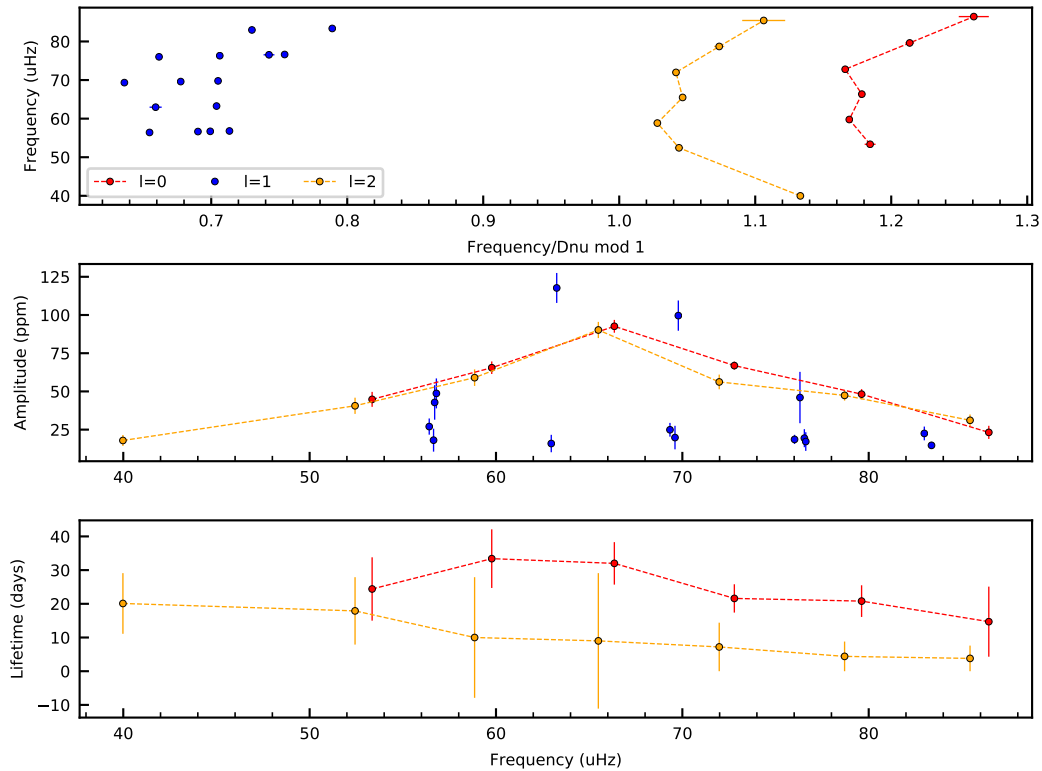 Frequency (uHz)
80
70
60
50
40
l=0 l=1 l=2
0.7 0.8 0.9 1.0 1.1 1.2 1.3
Frequency/Dnu mod 1
Amplitude (ppm)
125
100
75
50
25
40 50 60 70 80
Lifetime (days)
40
30
20
10
0
−10
40 50 60 70 80
Frequency (uHz)